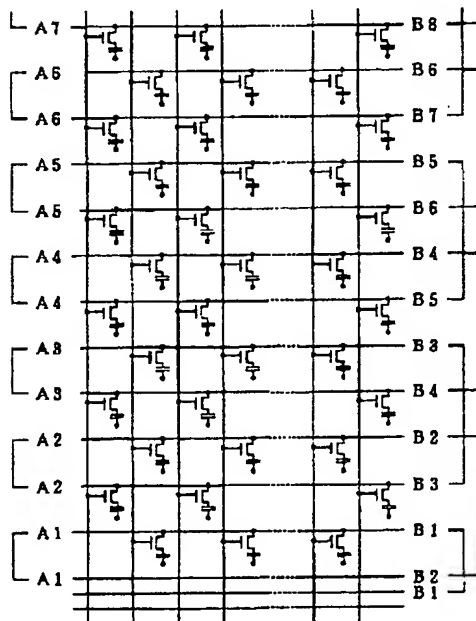 A7 B8
A6 B6
A6 B7
A5 B5
A5 B6
A4 B4
A4 B5
A3 B3
A3 B4
A2 B2
A2 B3
A1 B1
A1 B2
B1